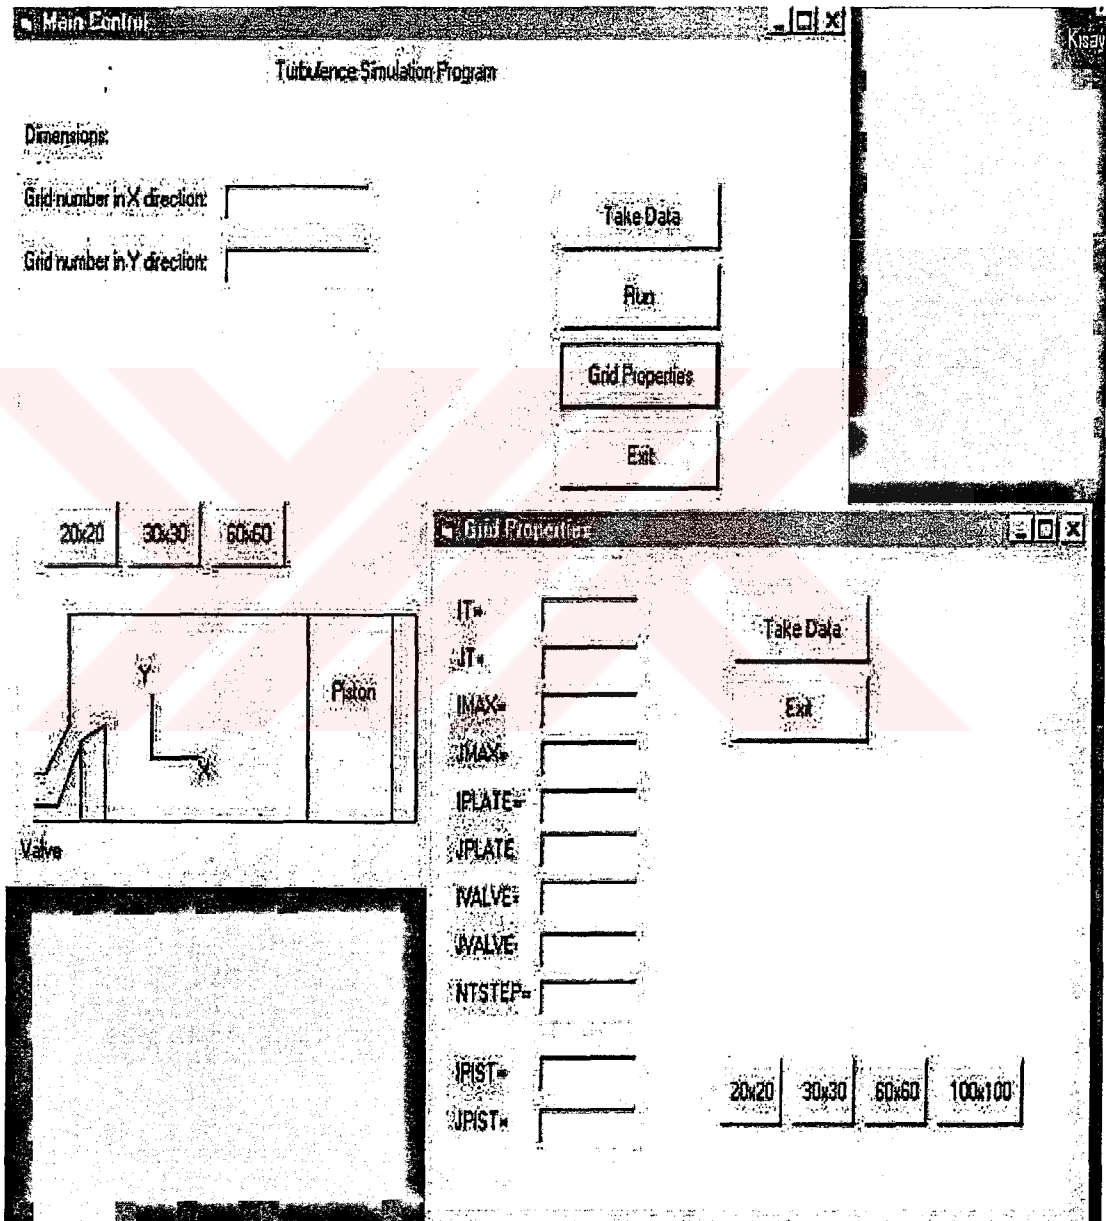 Main Control
Kısay
Turbulence Simulation Program
Dimensions:
Grid number in X direction:
Grid number in Y direction:
Take Data
Run
Grid Properties
Exit
20x20 30x30 60x60
Y
X
Piston
Valve
Grid Properties
IT=
JT=
IMAX=
JMAX=
IPLATE=
JPLATE
IVALVE=
JVALVE=
NTSTEP=
IPIST=
JPIST=
Take Data
Exit
20x20 30x30 60x60 100x100